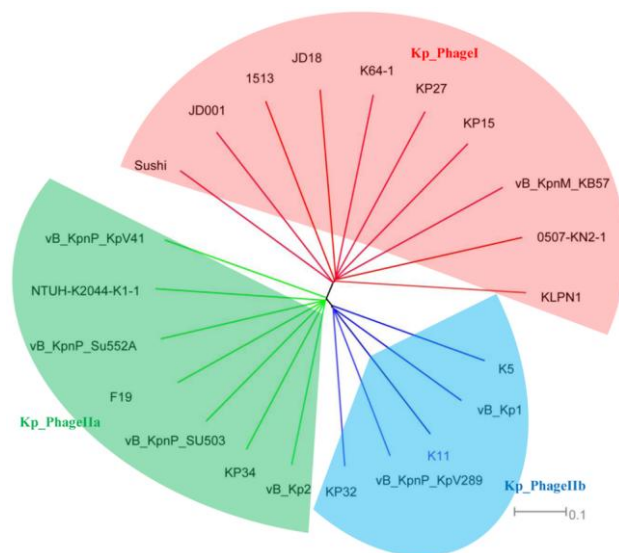 Kp_PhageI
JD18
K64-1
1513
KP27
JD001
KP15
Sushi
vB_KpnM_KB57
vB_KpnP_KpV41
0507-KN2-1
NTUH-K2044-K1-1
KLPN1
vB_KpnP_Su552A
K5
F19
vB_Kp1
Kp_PhageIIa
vB_KpnP_SU503
K11
KP34
vB_KpnP_KpV289
vB_Kp2
KP32
Kp_PhageIIb
0.1